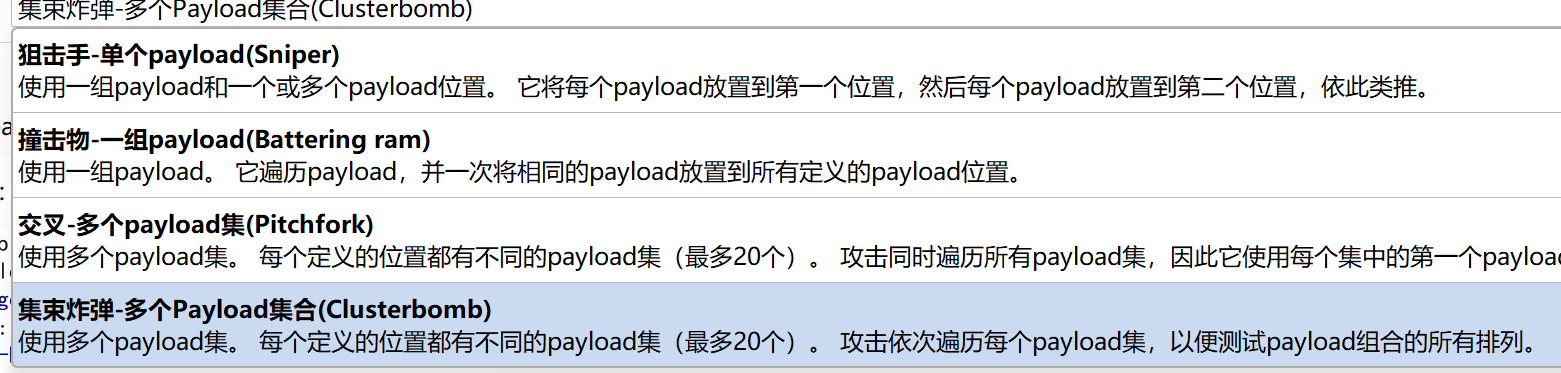 集束炸弹-多个Payload集合(Clusterbomb)
狙击手-单个payload(Sniper)
使用一组payload和一个或多个payload位置。 它将每个payload放置到第一个位置，然后每个payload放置到第二个位置，依此类推。
撞击物-一组payload(Battering ram)
使用一组payload。 它遍历payload，并一次将相同的payload放置到所有定义的payload位置。
交叉-多个payload集(Pitchfork)
使用多个payload集。 每个定义的位置都有不同的payload集（最多20个）。 攻击同时遍历所有payload集，因此它使用每个集中的第一个payload
集束炸弹-多个Payload集合(Clusterbomb)
使用多个payload集。 每个定义的位置都有不同的payload集（最多20个）。 攻击依次遍历每个payload集，以便测试payload组合的所有排列。